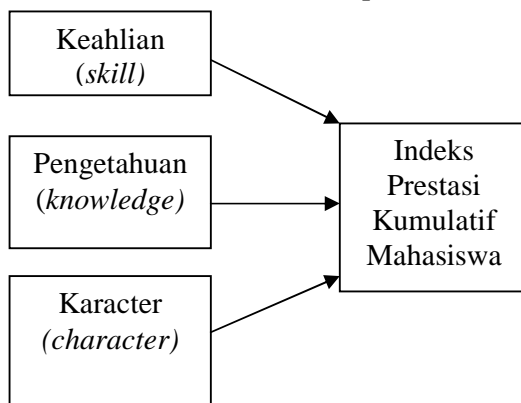 Keahlian
(skill)
Pengetahuan
(knowledge)
Karacter
(character)
Indeks
Prestasi
Kumulatif
Mahasiswa